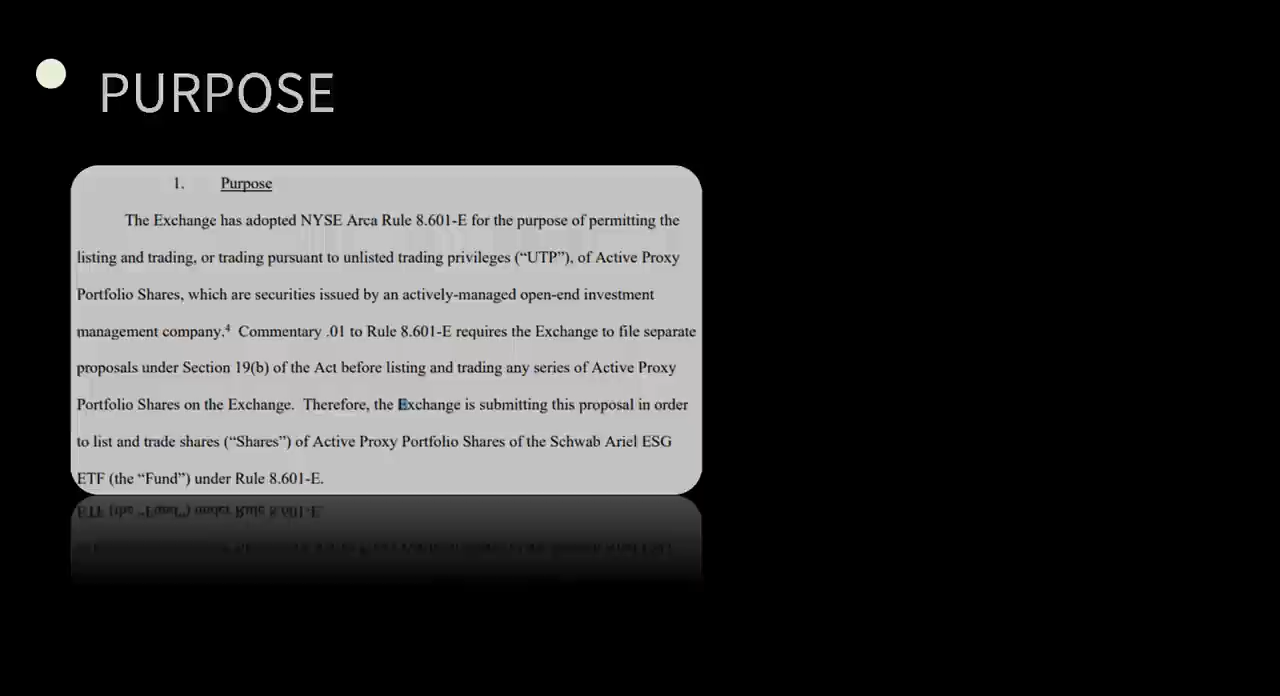 PURPOSE
1. Purpose
The Exchange has adopted NYSE Arca Rule 8.601-E for the purpose of permitting the
listing and trading, or trading pursuant to unlisted trading privileges (“UTP”), of Active Proxy
Portfolio Shares, which are securities issued by an actively-managed open-end investment
management company.⁴ Commentary .01 to Rule 8.601-E requires the Exchange to file separate
proposals under Section 19(b) of the Act before listing and trading any series of Active Proxy
Portfolio Shares on the Exchange. Therefore, the Exchange is submitting this proposal in order
to list and trade shares (“Shares”) of Active Proxy Portfolio Shares of the Schwab Ariel ESG
ETF (the “Fund”) under Rule 8.601-E.